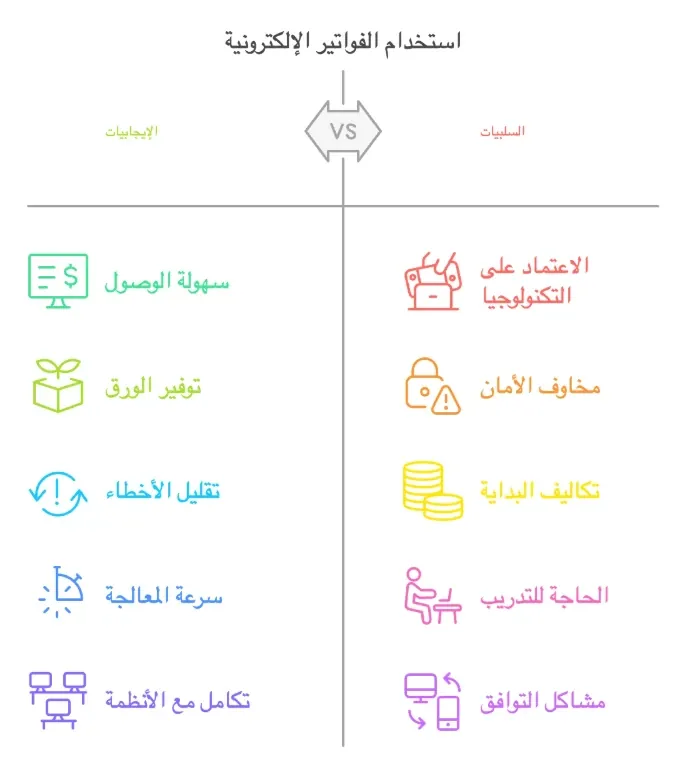 استخدام الفواتير الإلكترونية
السلبيات
VS
الإيجابيات
الاعتماد على
التكنولوجيا
سهولة الوصول
مخاوف الأمان
توفير الورق
تكاليف البداية
تقليل الأخطاء
الحاجة للتدريب
سرعة المعالجة
مشاكل التوافق
تكامل مع الأنظمة